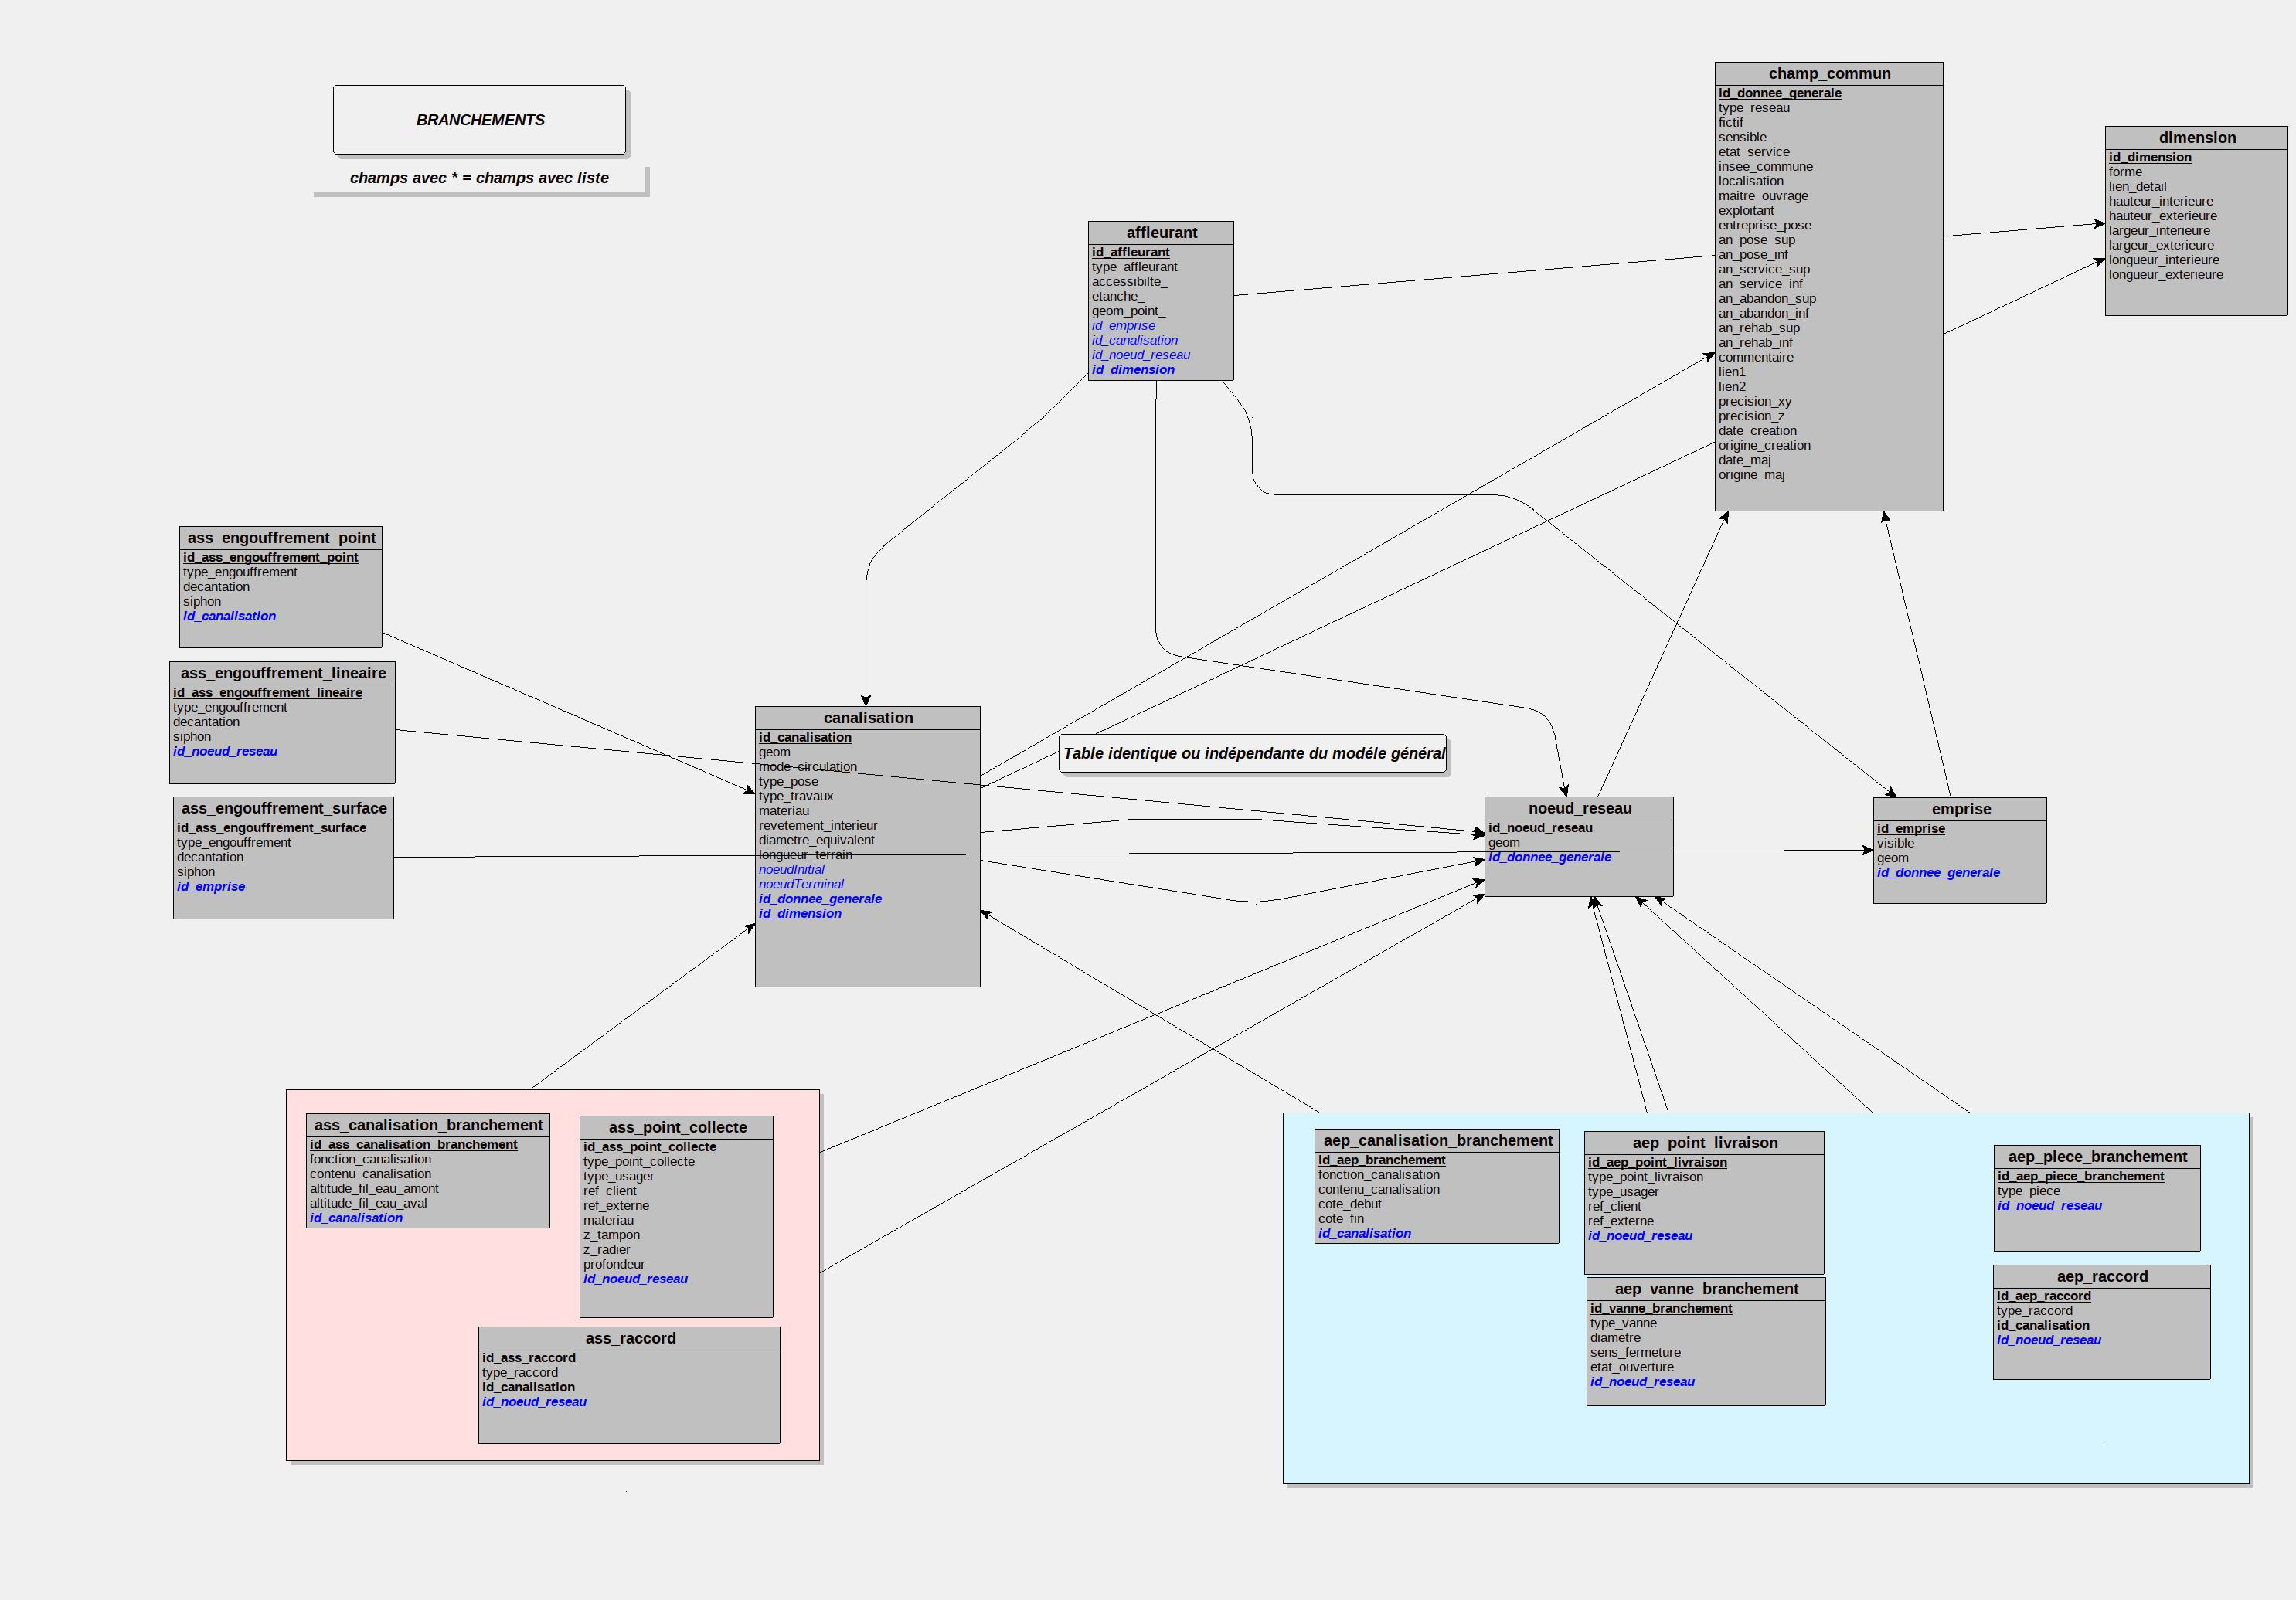 BRANCHEMENTS
champs avec * = champs avec liste
champ_commun
id_donnee_generale
type_reseau
fictif
sensible
etat_service
insee_commune
localisation
maitre_ouvrage
exploitant
entreprise_pose
an_pose_sup
an_pose_inf
an_service_sup
an_service_inf
an_abandon_sup
an_abandon_inf
an_rehab_sup
an_rehab_inf
commentaire
lien1
lien2
precision_xy
precision_z
date_creation
origine_creation
date_maj
origine_maj
dimension
id_dimension
forme
lien_detail
hauteur_interieure
hauteur_exterieure
largeur_interieure
largeur_exterieure
longueur_interieure
longueur_exterieure
affleurant
id_affleurant
type_affleurant
accessibilte_
etanche_
geom_point_
id_emprise
id_canalisation
id_noeud_reseau
id_dimension
ass_engouffrement_point
id_ass_engouffrement_point
type_engouffrement
decantation
siphon
id_canalisation
ass_engouffrement_lineaire
id_ass_engouffrement_lineaire
type_engouffrement
decantation
siphon
id_noeud_reseau
ass_engouffrement_surface
id_ass_engouffrement_surface
type_engouffrement
decantation
siphon
id_emprise
canalisation
id_canalisation
geom
mode_circulation
type_pose
type_travaux
materiau
revetement_interieur
diametre_equivalent
longueur_terrain
noeudInitial
noeudTerminal
id_donnee_generale
id_dimension
Table identique ou indépendante du modéle général
noeud_reseau
id_noeud_reseau
geom
id_donnee_generale
emprise
id_emprise
visible
geom
id_donnee_generale
ass_canalisation_branchement
id_ass_canalisation_branchement
fonction_canalisation
contenu_canalisation
altitude_fil_eau_amont
altitude_fil_eau_aval
id_canalisation
ass_point_collecte
id_ass_point_collecte
type_point_collecte
type_usager
ref_client
ref_externe
materiau
z_tampon
z_radier
profondeur
id_noeud_reseau
ass_raccord
id_ass_raccord
type_raccord
id_canalisation
id_noeud_reseau
aep_canalisation_branchement
id_aep_branchement
fonction_canalisation
contenu_canalisation
cote_debut
cote_fin
id_canalisation
aep_point_livraison
id_aep_point_livraison
type_point_livraison
type_usager
ref_client
ref_externe
id_noeud_reseau
aep_vanne_branchement
id_vanne_branchement
type_vanne
diametre
sens_fermeture
etat_ouverture
id_noeud_reseau
aep_piece_branchement
id_aep_piece_branchement
type_piece
id_noeud_reseau
aep_raccord
id_aep_raccord
type_raccord
id_canalisation
id_noeud_reseau